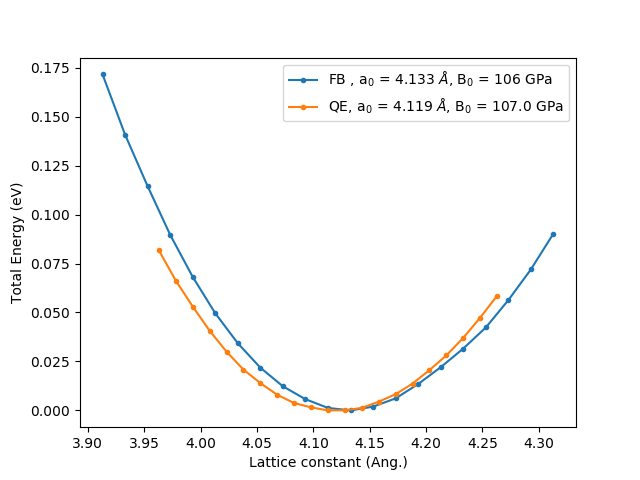 FB , a₀ = 4.133 Å, B₀ = 106 GPa
QE, a₀ = 4.119 Å, B₀ = 107.0 GPa
Total Energy (eV)
0.175
0.150
0.125
0.100
0.075
0.050
0.025
0.000
3.90 3.95 4.00 4.05 4.10 4.15 4.20 4.25 4.30
Lattice constant (Ang.)